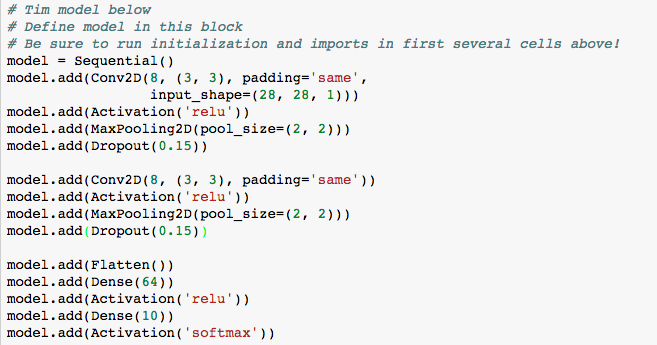 # Tim model below
# Define model in this block
# Be sure to run initialization and imports in first several cells above!
model = Sequential()
model.add(Conv2D(8, (3, 3), padding='same',
                 input_shape=(28, 28, 1)))
model.add(Activation('relu'))
model.add(MaxPooling2D(pool_size=(2, 2)))
model.add(Dropout(0.15))

model.add(Conv2D(8, (3, 3), padding='same'))
model.add(Activation('relu'))
model.add(MaxPooling2D(pool_size=(2, 2)))
model.add(Dropout(0.15))

model.add(Flatten())
model.add(Dense(64))
model.add(Activation('relu'))
model.add(Dense(10))
model.add(Activation('softmax'))